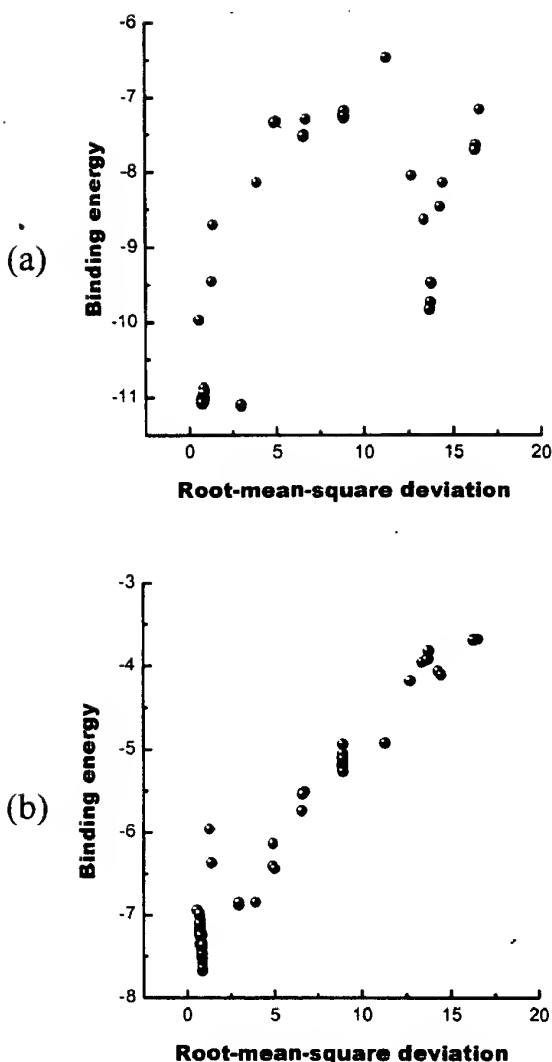 (a)
Binding energy
-6
-7
-8
-9
-10
-11
0 5 10 15 20
Root-mean-square deviation
(b)
Binding energy
-3
-4
-5
-6
-7
-8
0 5 10 15 20
Root-mean-square deviation